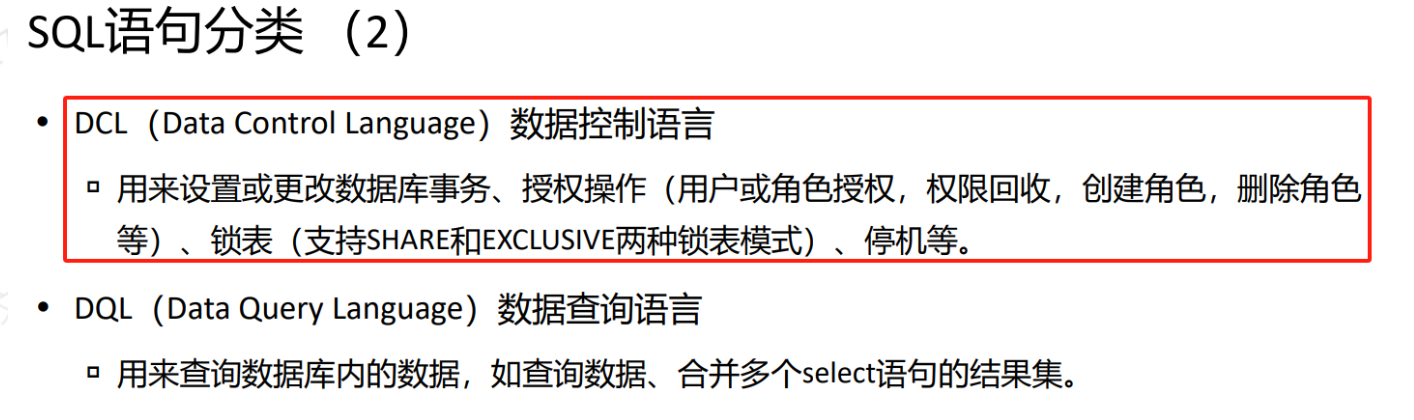 SQL语句分类 （2）
• DCL（Data Control Language）数据控制语言
▫ 用来设置或更改数据库事务、授权操作（用户或角色授权，权限回收，创建角色，删除角色
等）、锁表（支持SHARE和EXCLUSIVE两种锁表模式）、停机等。
• DQL（Data Query Language）数据查询语言
▫ 用来查询数据库内的数据，如查询数据、合并多个select语句的结果集。